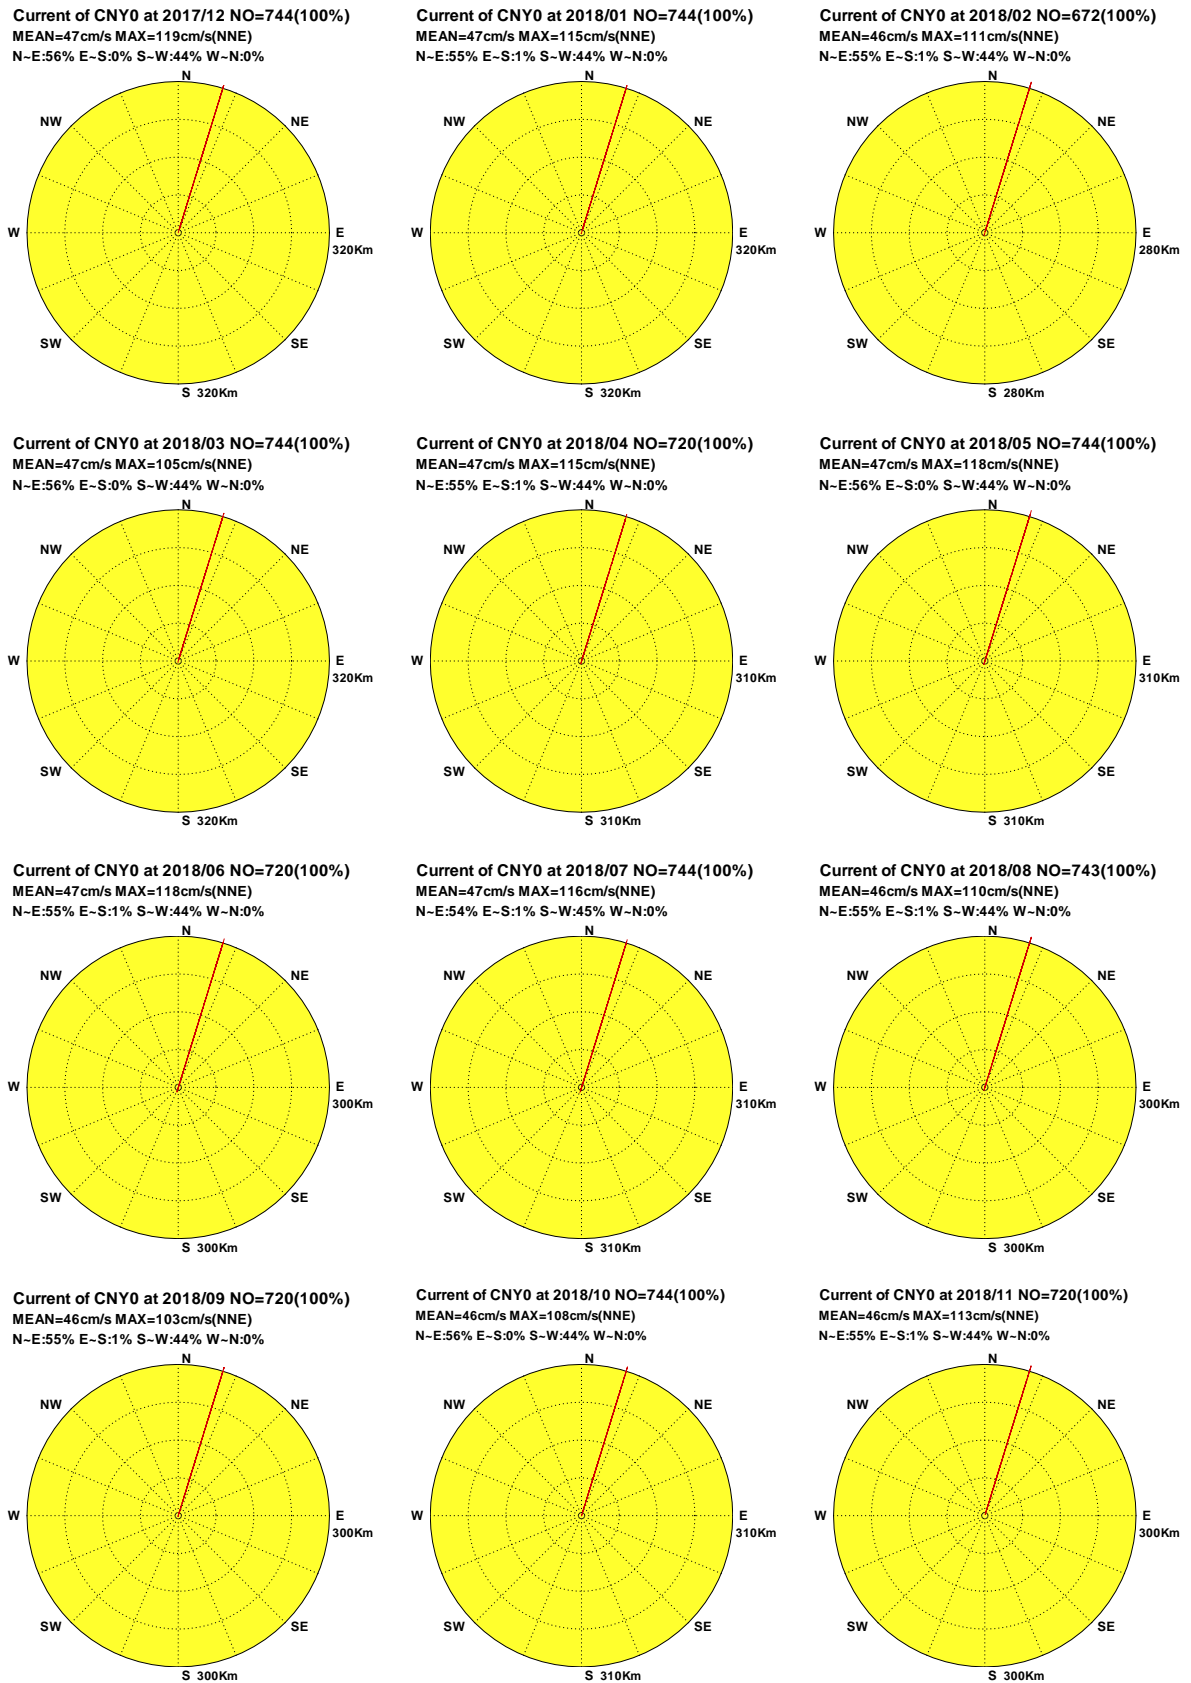 Current of CNY0 at 2017/12 NO=744(100%)
MEAN=47cm/s MAX=119cm/s(NNE)
N~E:56% E~S:0% S~W:44% W~N:0%
N
NW
NE
W
E
320Km
SW
SE
S 320Km
Current of CNY0 at 2018/01 NO=744(100%)
MEAN=47cm/s MAX=115cm/s(NNE)
N~E:55% E~S:1% S~W:44% W~N:0%
N
NW
NE
W
E
320Km
SW
SE
S 320Km
Current of CNY0 at 2018/02 NO=672(100%)
MEAN=46cm/s MAX=111cm/s(NNE)
N~E:55% E~S:1% S~W:44% W~N:0%
N
NW
NE
W
E
280Km
SW
SE
S 280Km
Current of CNY0 at 2018/03 NO=744(100%)
MEAN=47cm/s MAX=105cm/s(NNE)
N~E:56% E~S:0% S~W:44% W~N:0%
N
NW
NE
W
E
320Km
SW
SE
S 320Km
Current of CNY0 at 2018/04 NO=720(100%)
MEAN=47cm/s MAX=115cm/s(NNE)
N~E:55% E~S:1% S~W:44% W~N:0%
N
NW
NE
W
E
310Km
SW
SE
S 310Km
Current of CNY0 at 2018/05 NO=744(100%)
MEAN=47cm/s MAX=118cm/s(NNE)
N~E:56% E~S:0% S~W:44% W~N:0%
N
NW
NE
W
E
310Km
SW
SE
S 310Km
Current of CNY0 at 2018/06 NO=720(100%)
MEAN=47cm/s MAX=118cm/s(NNE)
N~E:55% E~S:1% S~W:44% W~N:0%
N
NW
NE
W
E
300Km
SW
SE
S 300Km
Current of CNY0 at 2018/07 NO=744(100%)
MEAN=47cm/s MAX=116cm/s(NNE)
N~E:54% E~S:1% S~W:45% W~N:0%
N
NW
NE
W
E
310Km
SW
SE
S 310Km
Current of CNY0 at 2018/08 NO=743(100%)
MEAN=46cm/s MAX=110cm/s(NNE)
N~E:55% E~S:1% S~W:44% W~N:0%
N
NW
NE
W
E
300Km
SW
SE
S 300Km
Current of CNY0 at 2018/09 NO=720(100%)
MEAN=46cm/s MAX=103cm/s(NNE)
N~E:55% E~S:1% S~W:44% W~N:0%
N
NW
NE
W
E
300Km
SW
SE
S 300Km
Current of CNY0 at 2018/10 NO=744(100%)
MEAN=46cm/s MAX=108cm/s(NNE)
N~E:56% E~S:0% S~W:44% W~N:0%
N
NW
NE
W
E
310Km
SW
SE
S 310Km
Current of CNY0 at 2018/11 NO=720(100%)
MEAN=46cm/s MAX=113cm/s(NNE)
N~E:55% E~S:1% S~W:44% W~N:0%
N
NW
NE
W
E
300Km
SW
SE
S 300Km